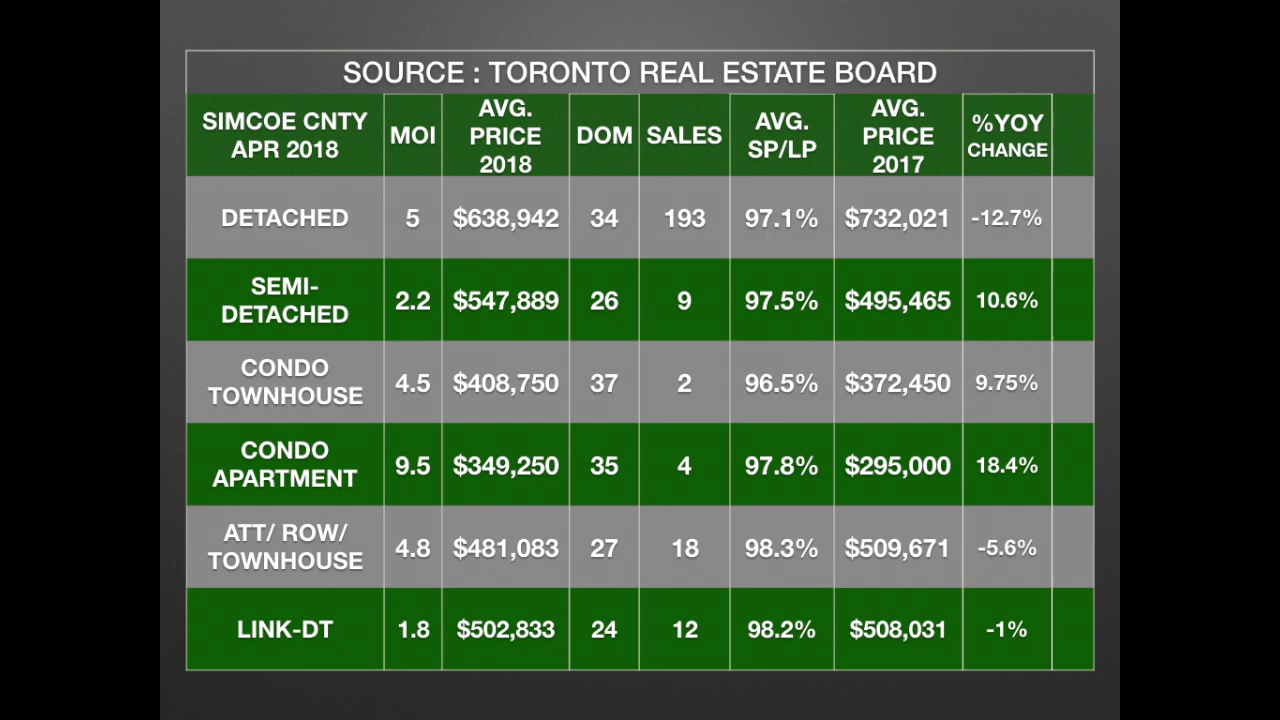 SOURCE : TORONTO REAL ESTATE BOARD
SIMCOE CNTY
APR 2018
MOI
AVG.
PRICE
2018
DOM
SALES
AVG.
SP/LP
AVG.
PRICE
2017
%YOY
CHANGE
DETACHED
5
$638,942
34
193
97.1%
$732,021
-12.7%
SEMI-
DETACHED
2.2
$547,889
26
9
97.5%
$495,465
10.6%
CONDO
TOWNHOUSE
4.5
$408,750
37
2
96.5%
$372,450
9.75%
CONDO
APARTMENT
9.5
$349,250
35
4
97.8%
$295,000
18.4%
ATT/ ROW/
TOWNHOUSE
4.8
$481,083
27
18
98.3%
$509,671
-5.6%
LINK-DT
1.8
$502,833
24
12
98.2%
$508,031
-1%